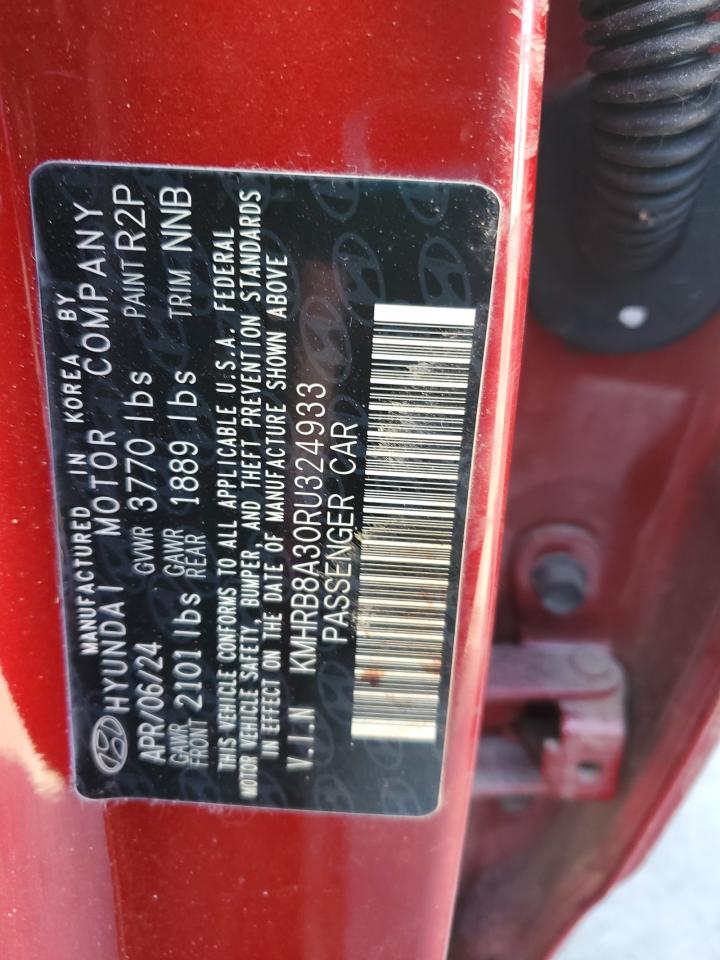 MANUFACTURED IN KOREA BY
HYUNDAI MOTOR COMPANY
APR/06/24 GVWR 3770 lbs PAINT R2P
GAWR FRONT 2101 lbs GAWR REAR 1889 lbs TRIM NNB
THIS VEHICLE CONFORMS TO ALL APPLICABLE U.S.A. FEDERAL
MOTOR VEHICLE SAFETY, BUMPER, AND THEFT PREVENTION STANDARDS
IN EFFECT ON THE DATE OF MANUFACTURE SHOWN ABOVE
V.I.N KMHRB8A30RU324933
PASSENGER CAR